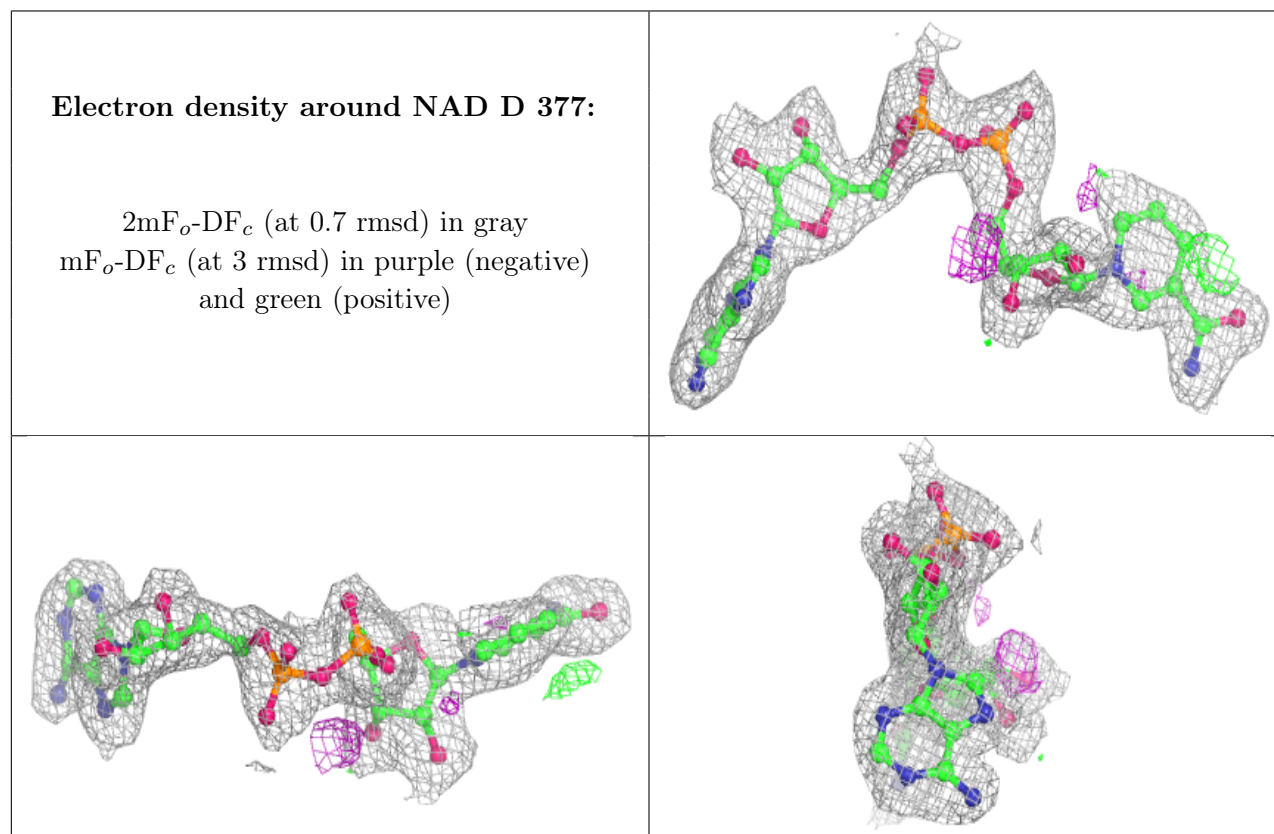 Electron density around NAD D 377:
2mFₒ-DF𝒸 (at 0.7 rmsd) in gray
mFₒ-DF𝒸 (at 3 rmsd) in purple (negative)
and green (positive)